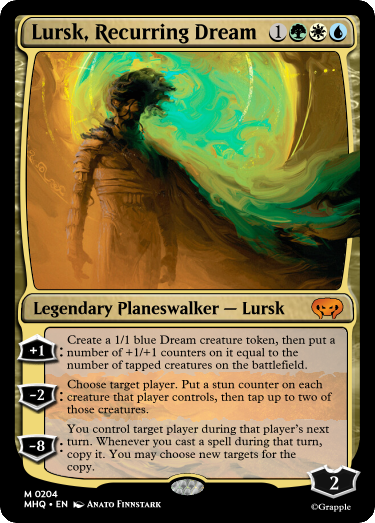 Lursk, Recurring Dream 1
Legendary Planeswalker — Lursk
+1 : Create a 1/1 blue Dream creature token, then put a
number of +1/+1 counters on it equal to the
number of tapped creatures on the battlefield.
-2 : Choose target player. Put a stun counter on each
creature that player controls, then tap up to two of
those creatures.
-8 : You control target player during that player's next
turn. Whenever you cast a spell during that turn,
copy it. You may choose new targets for the
copy.
2
M 0204
MHQ • EN Anato Finnstark
©Grapple